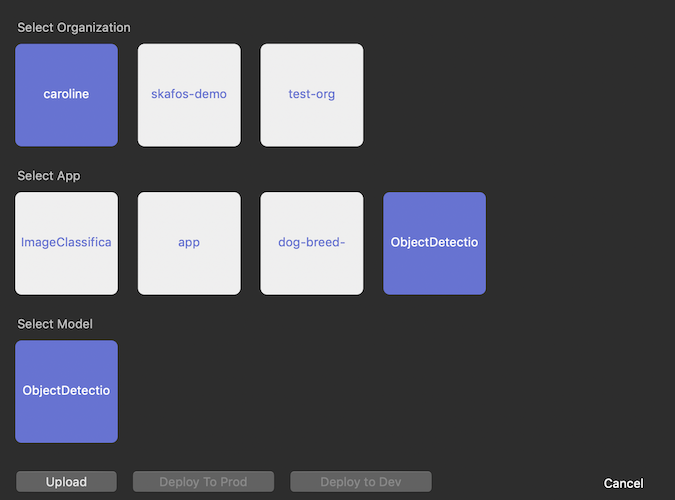 Select Organization
caroline skafos-demo test-org
Select App
ImageClassifica app dog-breed- ObjectDetectio
Select Model
ObjectDetectio
Upload Deploy To Prod Deploy to Dev Cancel